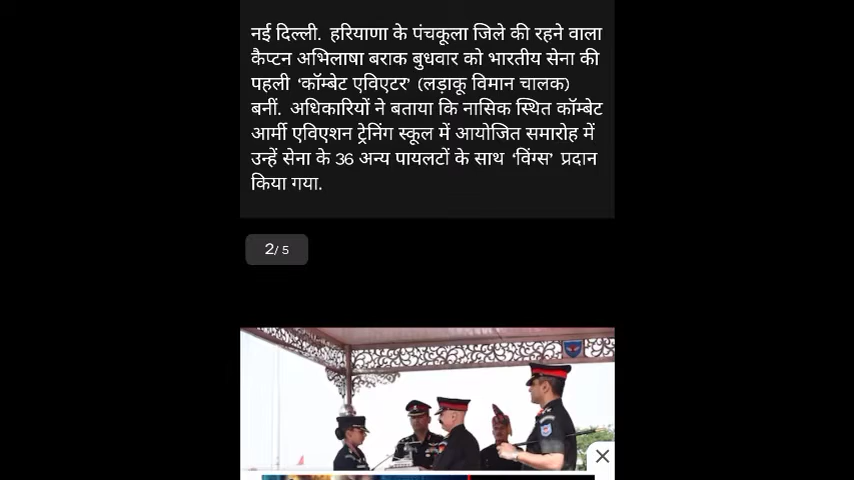 नई दिल्ली. हरियाणा के पंचकूला जिले की रहने वाला
कैप्टन अभिलाषा बराक बुधवार को भारतीय सेना की
पहली ‘कॉम्बेट एविएटर’ (लड़ाकू विमान चालक)
बनीं. अधिकारियों ने बताया कि नासिक स्थित कॉम्बेट
आर्मी एविएशन ट्रेनिंग स्कूल में आयोजित समारोह में
उन्हें सेना के 36 अन्य पायलटों के साथ ‘विंग्स’ प्रदान
किया गया.
2/ 5